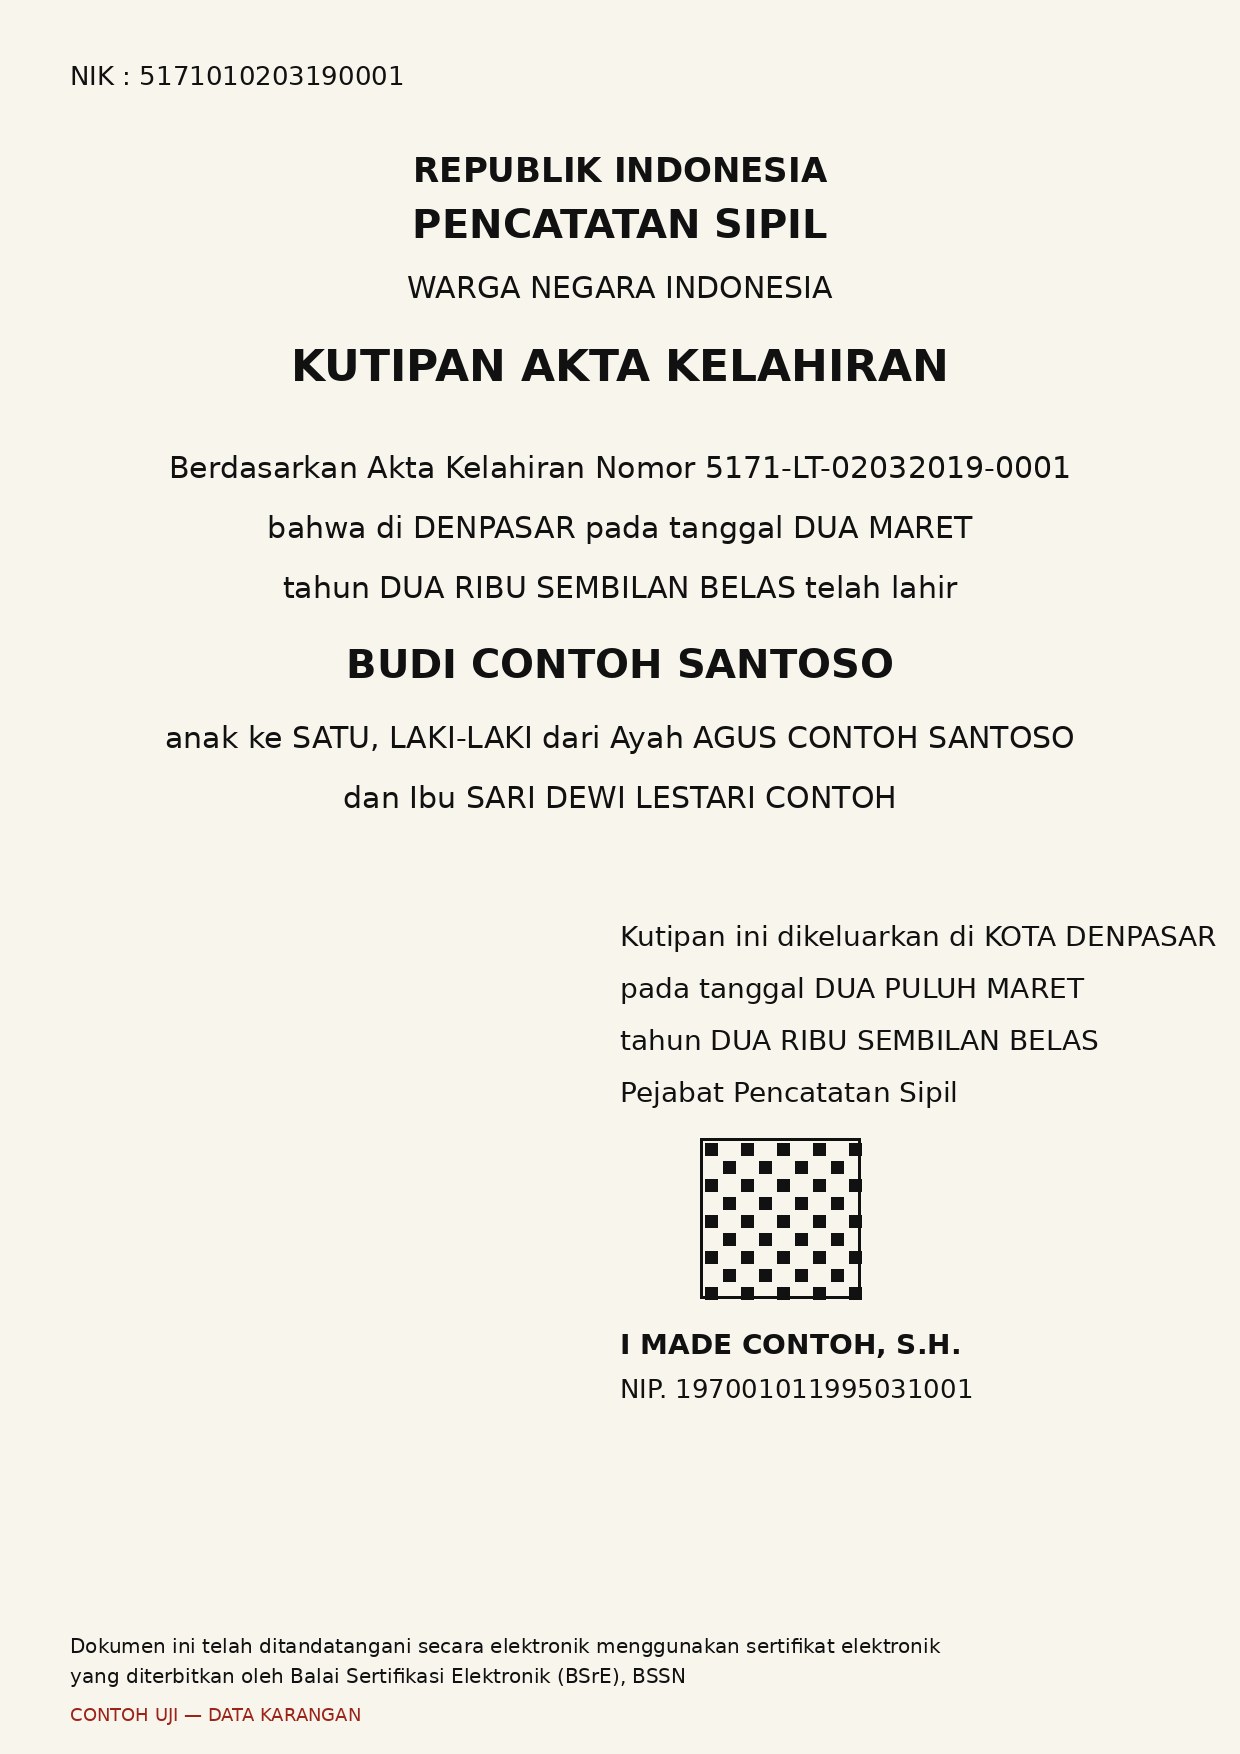 NIK : 5171010203190001
REPUBLIK INDONESIA
PENCATATAN SIPIL
WARGA NEGARA INDONESIA
KUTIPAN AKTA KELAHIRAN
Berdasarkan Akta Kelahiran Nomor 5171-LT-02032019-0001
bahwa di DENPASAR pada tanggal DUA MARET
tahun DUA RIBU SEMBILAN BELAS telah lahir
BUDI CONTOH SANTOSO
anak ke SATU, LAKI-LAKI dari Ayah AGUS CONTOH SANTOSO
dan Ibu SARI DEWI LESTARI CONTOH
Kutipan ini dikeluarkan di KOTA DENPASAR
pada tanggal DUA PULUH MARET
tahun DUA RIBU SEMBILAN BELAS
Pejabat Pencatatan Sipil
I MADE CONTOH, S.H.
NIP. 197001011995031001
Dokumen ini telah ditandatangani secara elektronik menggunakan sertifikat elektronik
yang diterbitkan oleh Balai Sertifikasi Elektronik (BSrE), BSSN
CONTOH UJI — DATA KARANGAN